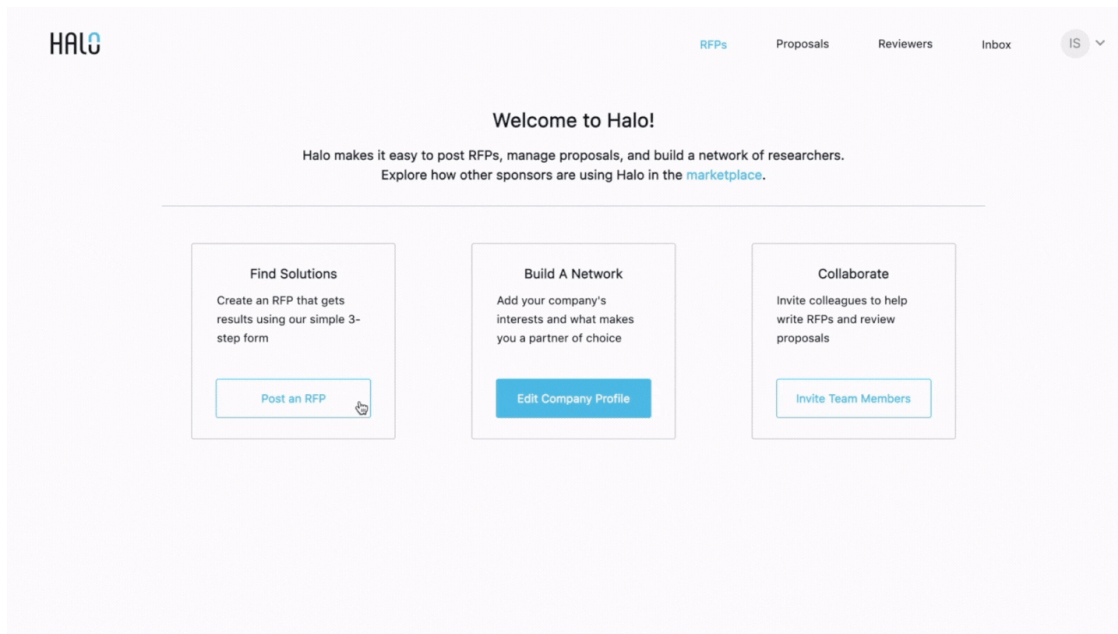 HALO
RFPs
Proposals
Reviewers
Inbox
IS
Welcome to Halo!
Halo makes it easy to post RFPs, manage proposals, and build a network of researchers.
Explore how other sponsors are using Halo in the marketplace.
Find Solutions
Create an RFP that gets
results using our simple 3-
step form
Post an RFP
Build A Network
Add your company's
interests and what makes
you a partner of choice
Edit Company Profile
Collaborate
Invite colleagues to help
write RFPs and review
proposals
Invite Team Members